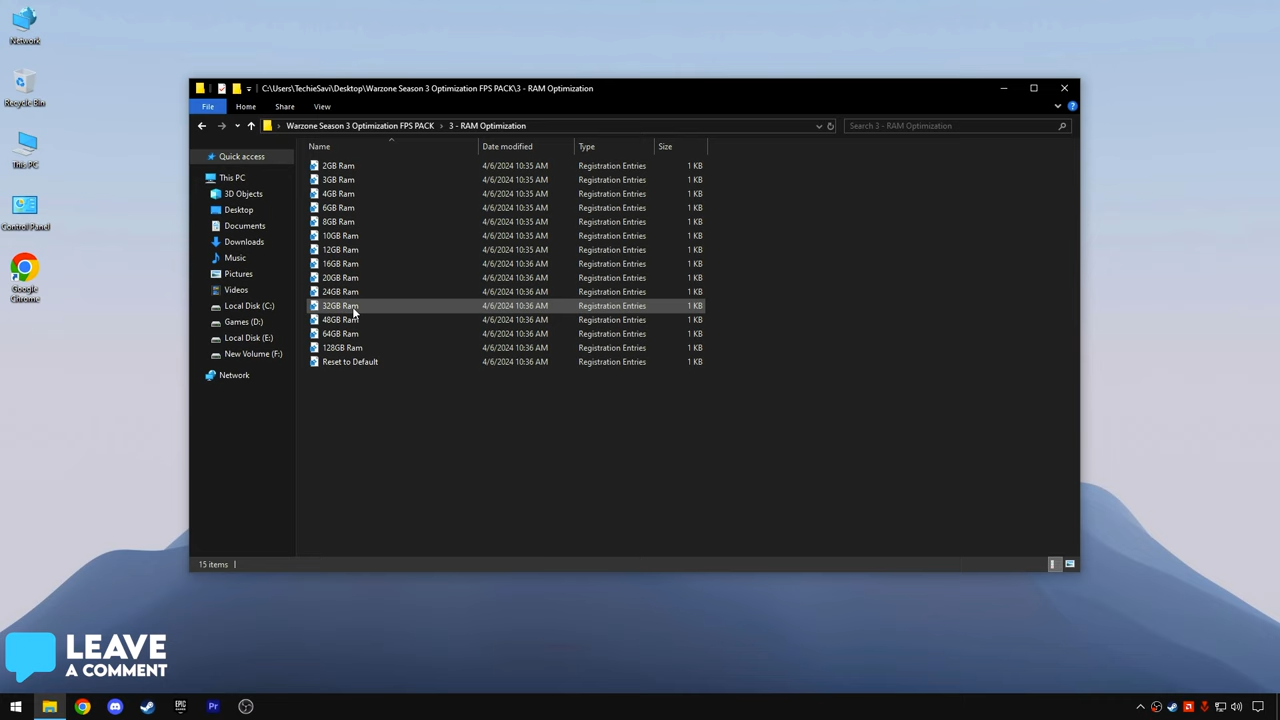 Network
Recycle Bin
This PC
Control Panel
Google
Chrome
C:\Users\TechieSavi\Desktop\Warzone Season 3 Optimization FPS PACK\3 - RAM Optimization
File Home Share View
Warzone Season 3 Optimization FPS PACK > 3 - RAM Optimization
Search 3 - RAM Optimization
Quick access
This PC
3D Objects
Desktop
Documents
Downloads
Music
Pictures
Videos
Local Disk (C:)
Games (D:)
Local Disk (E:)
New Volume (F:)
Network
Name Date modified Type Size
2GB Ram 4/6/2024 10:35 AM Registration Entries 1 KB
3GB Ram 4/6/2024 10:35 AM Registration Entries 1 KB
4GB Ram 4/6/2024 10:35 AM Registration Entries 1 KB
6GB Ram 4/6/2024 10:35 AM Registration Entries 1 KB
8GB Ram 4/6/2024 10:35 AM Registration Entries 1 KB
10GB Ram 4/6/2024 10:35 AM Registration Entries 1 KB
12GB Ram 4/6/2024 10:35 AM Registration Entries 1 KB
16GB Ram 4/6/2024 10:36 AM Registration Entries 1 KB
20GB Ram 4/6/2024 10:36 AM Registration Entries 1 KB
24GB Ram 4/6/2024 10:36 AM Registration Entries 1 KB
32GB Ram 4/6/2024 10:36 AM Registration Entries 1 KB
48GB Ram 4/6/2024 10:36 AM Registration Entries 1 KB
64GB Ram 4/6/2024 10:36 AM Registration Entries 1 KB
128GB Ram 4/6/2024 10:36 AM Registration Entries 1 KB
Reset to Default 4/6/2024 10:36 AM Registration Entries 1 KB
15 items
LEAVE
A COMMENT
EPIC
Pr